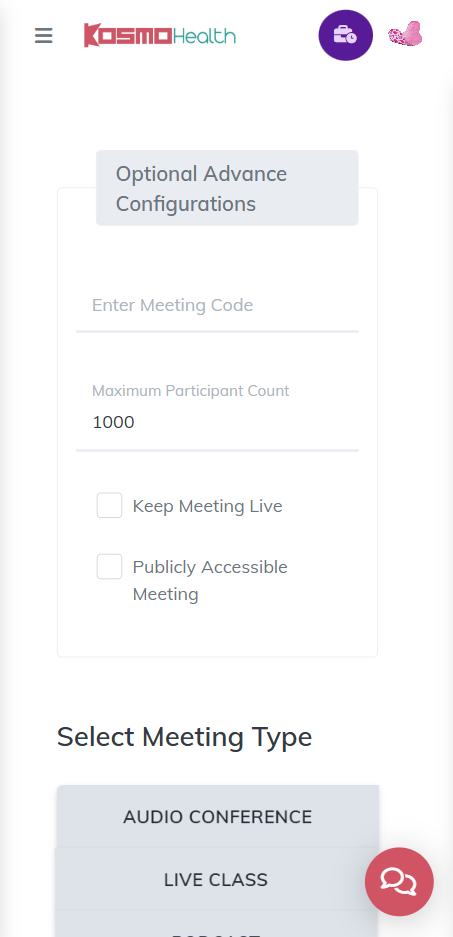 KosmoHealth
Optional Advance
Configurations
Enter Meeting Code
Maximum Participant Count
1000
Keep Meeting Live
Publicly Accessible
Meeting
Select Meeting Type
AUDIO CONFERENCE
LIVE CLASS
PODCAST